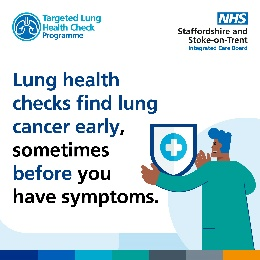 Targeted Lung
Health Check
Programme
NHS
Staffordshire and
Stoke-on-Trent
Integrated Care Board
Lung health
checks find lung
cancer early,
sometimes
before you
have symptoms.